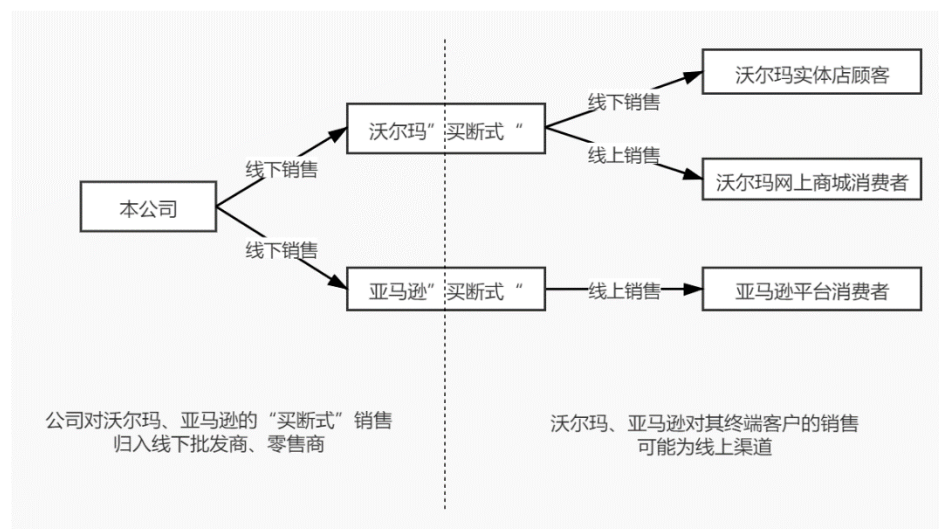 沃尔玛实体店顾客
线下销售
沃尔玛”买断式“
线上销售
线下销售
沃尔玛网上商城消费者
本公司
线下销售
亚马逊”买断式“
线上销售
亚马逊平台消费者
公司对沃尔玛、亚马逊的“买断式”销售
归入线下批发商、零售商
沃尔玛、亚马逊对其终端客户的销售
可能为线上渠道